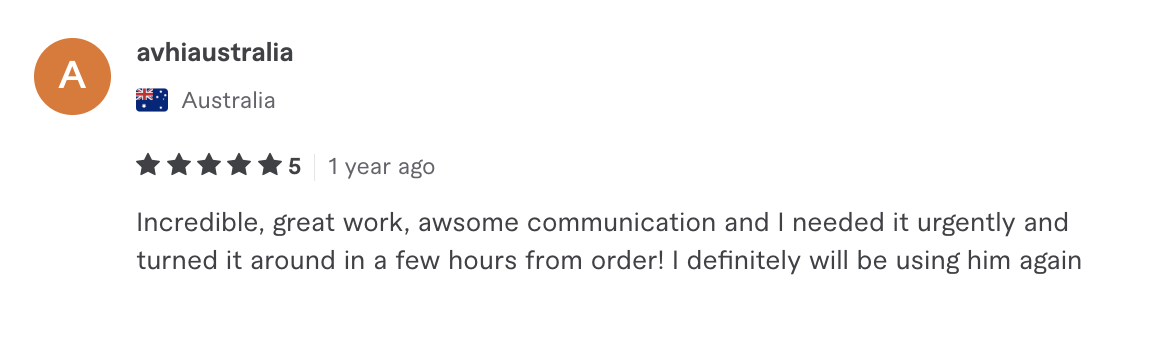 A
avhiaustralia
Australia
5 | 1 year ago
Incredible, great work, awsome communication and I needed it urgently and
turned it around in a few hours from order! I definitely will be using him again